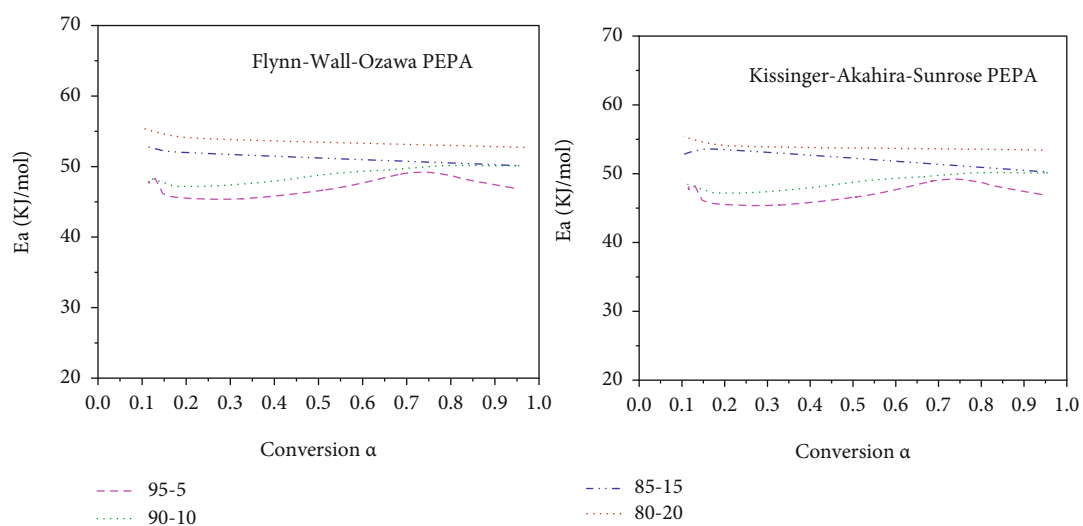 Flynn-Wall-Ozawa PEPA
Ea (KJ/mol)
70
60
50
40
30
20
0.0 0.1 0.2 0.3 0.4 0.5 0.6 0.7 0.8 0.9 1.0
Conversion α
Kissinger-Akahira-Sunrose PEPA
Ea (KJ/mol)
70
60
50
40
30
20
0.0 0.1 0.2 0.3 0.4 0.5 0.6 0.7 0.8 0.9 1.0
Conversion α
95-5
90-10
85-15
80-20